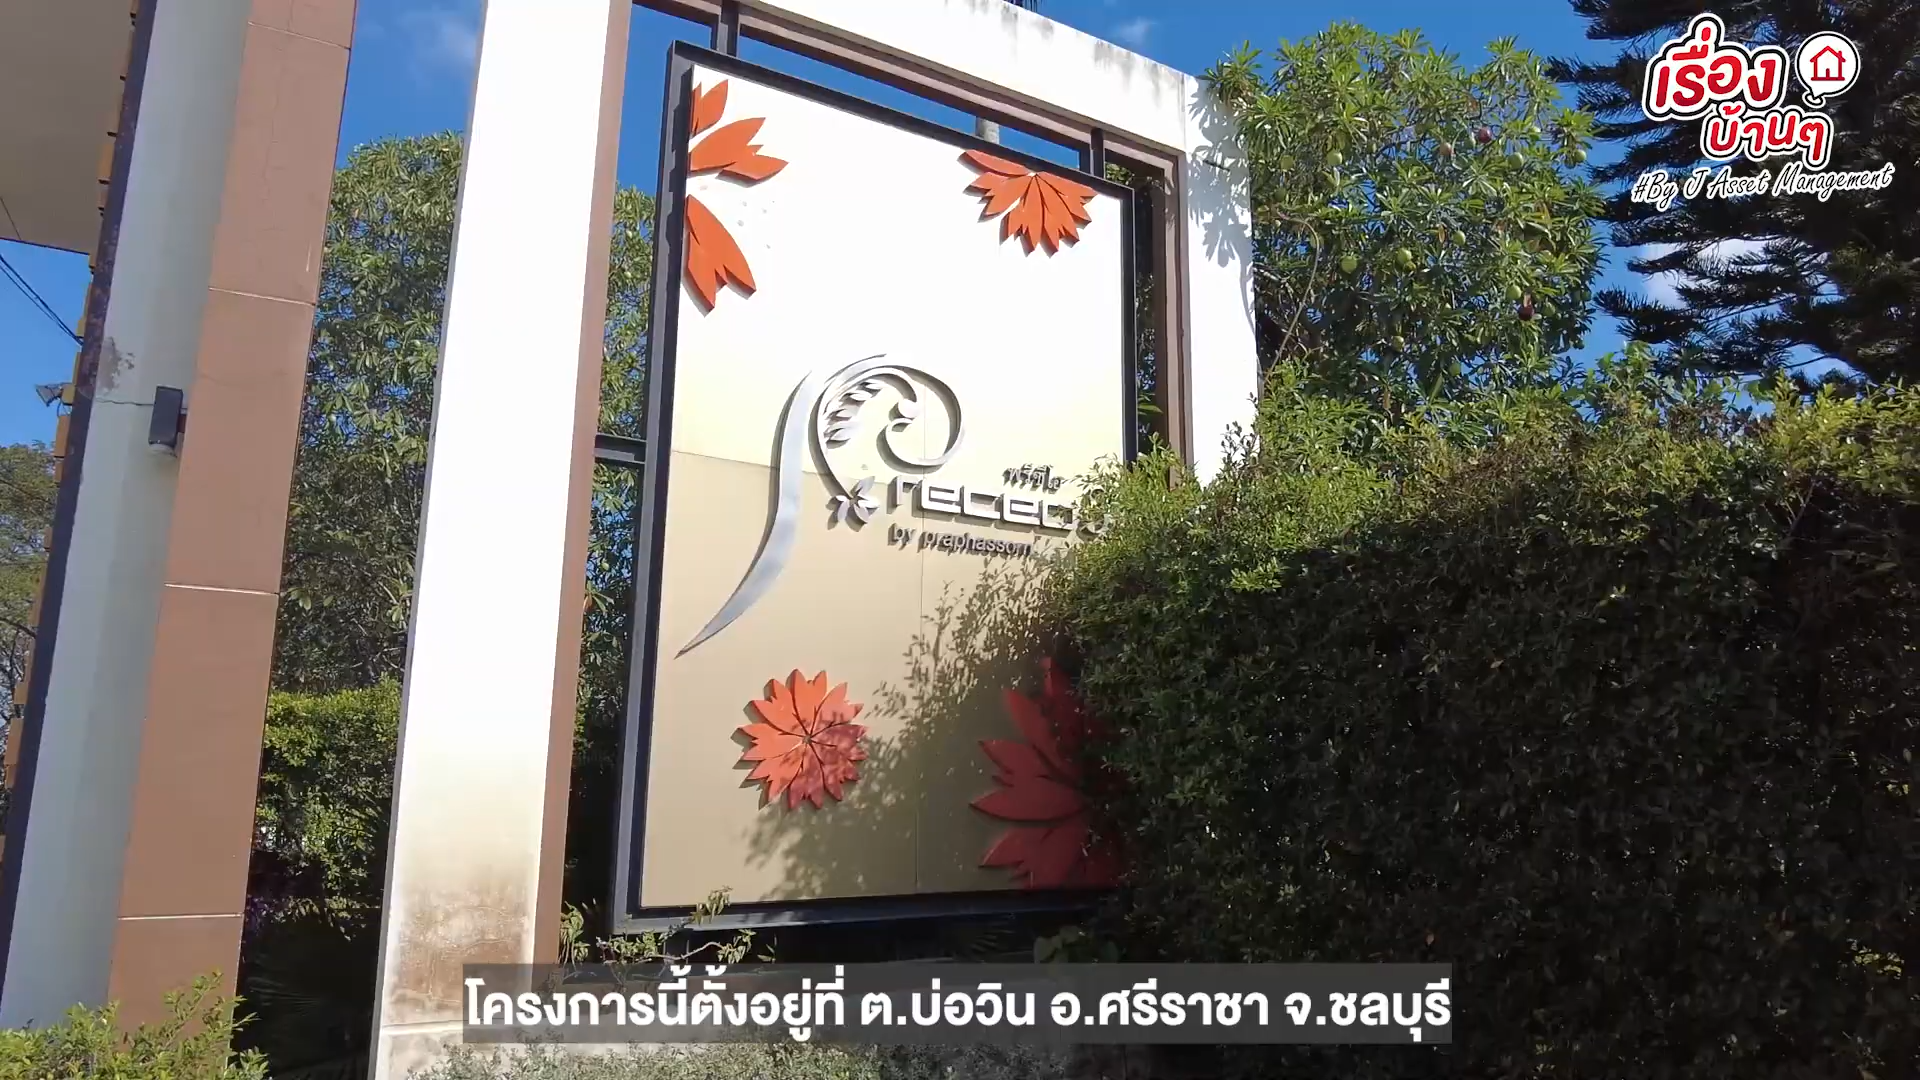 เรื่อง
บ้านๆ
#By J Asset Management
พรีซีโอ
by praphassorn
โครงการนี้ตั้งอยู่ที่ ต.บ่อวิน อ.ศรีราชา จ.ชลบุรี